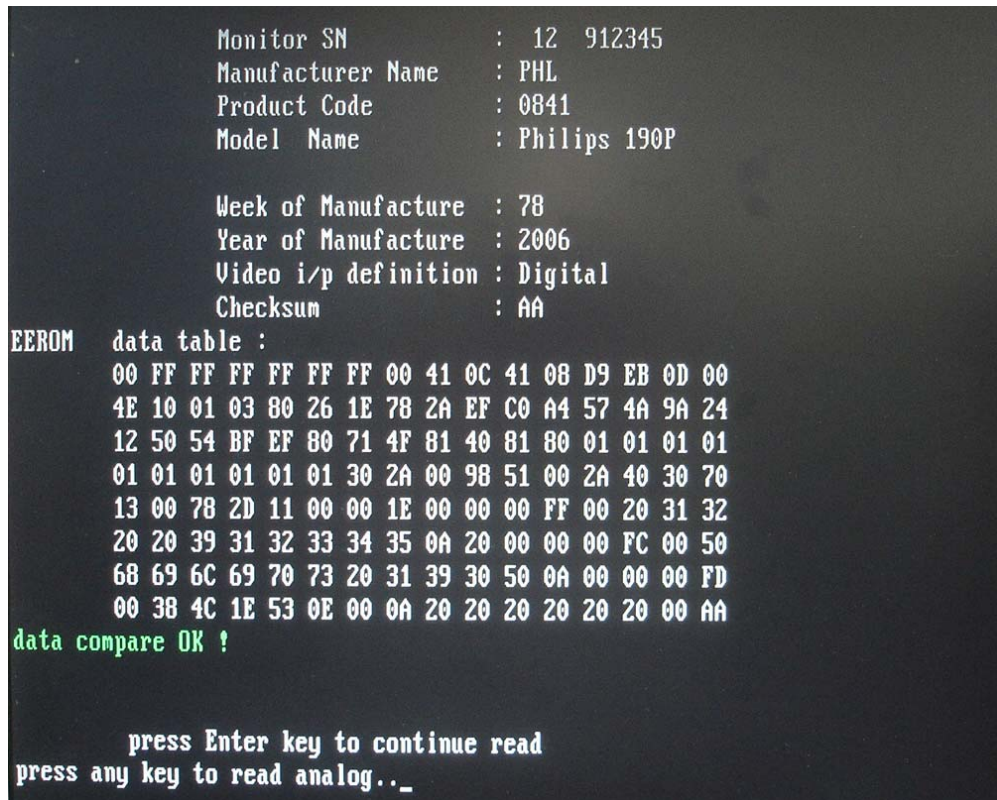 Monitor SN : 12 912345
Manufacturer Name : PHL
Product Code : 0841
Model Name : Philips 190P
Week of Manufacture : 78
Year of Manufacture : 2006
Video i/p definition : Digital
Checksum : AA
EEROM data table :
00 FF FF FF FF FF FF 00 41 0C 41 08 D9 EB 0D 00
4E 10 01 03 80 26 1E 78 2A EF C0 A4 57 4A 9A 24
12 50 54 BF EF 80 71 4F 81 40 81 80 01 01 01 01
01 01 01 01 01 01 30 2A 00 98 51 00 2A 40 30 70
13 00 78 2D 11 00 00 1E 00 00 00 FF 00 20 31 32
20 20 39 31 32 33 34 35 0A 20 00 00 00 FC 00 50
68 69 6C 69 70 73 20 31 39 30 50 0A 00 00 00 FD
00 38 4C 1E 53 0E 00 0A 20 20 20 20 20 20 00 AA
data compare OK !
press Enter key to continue read
press any key to read analog.._